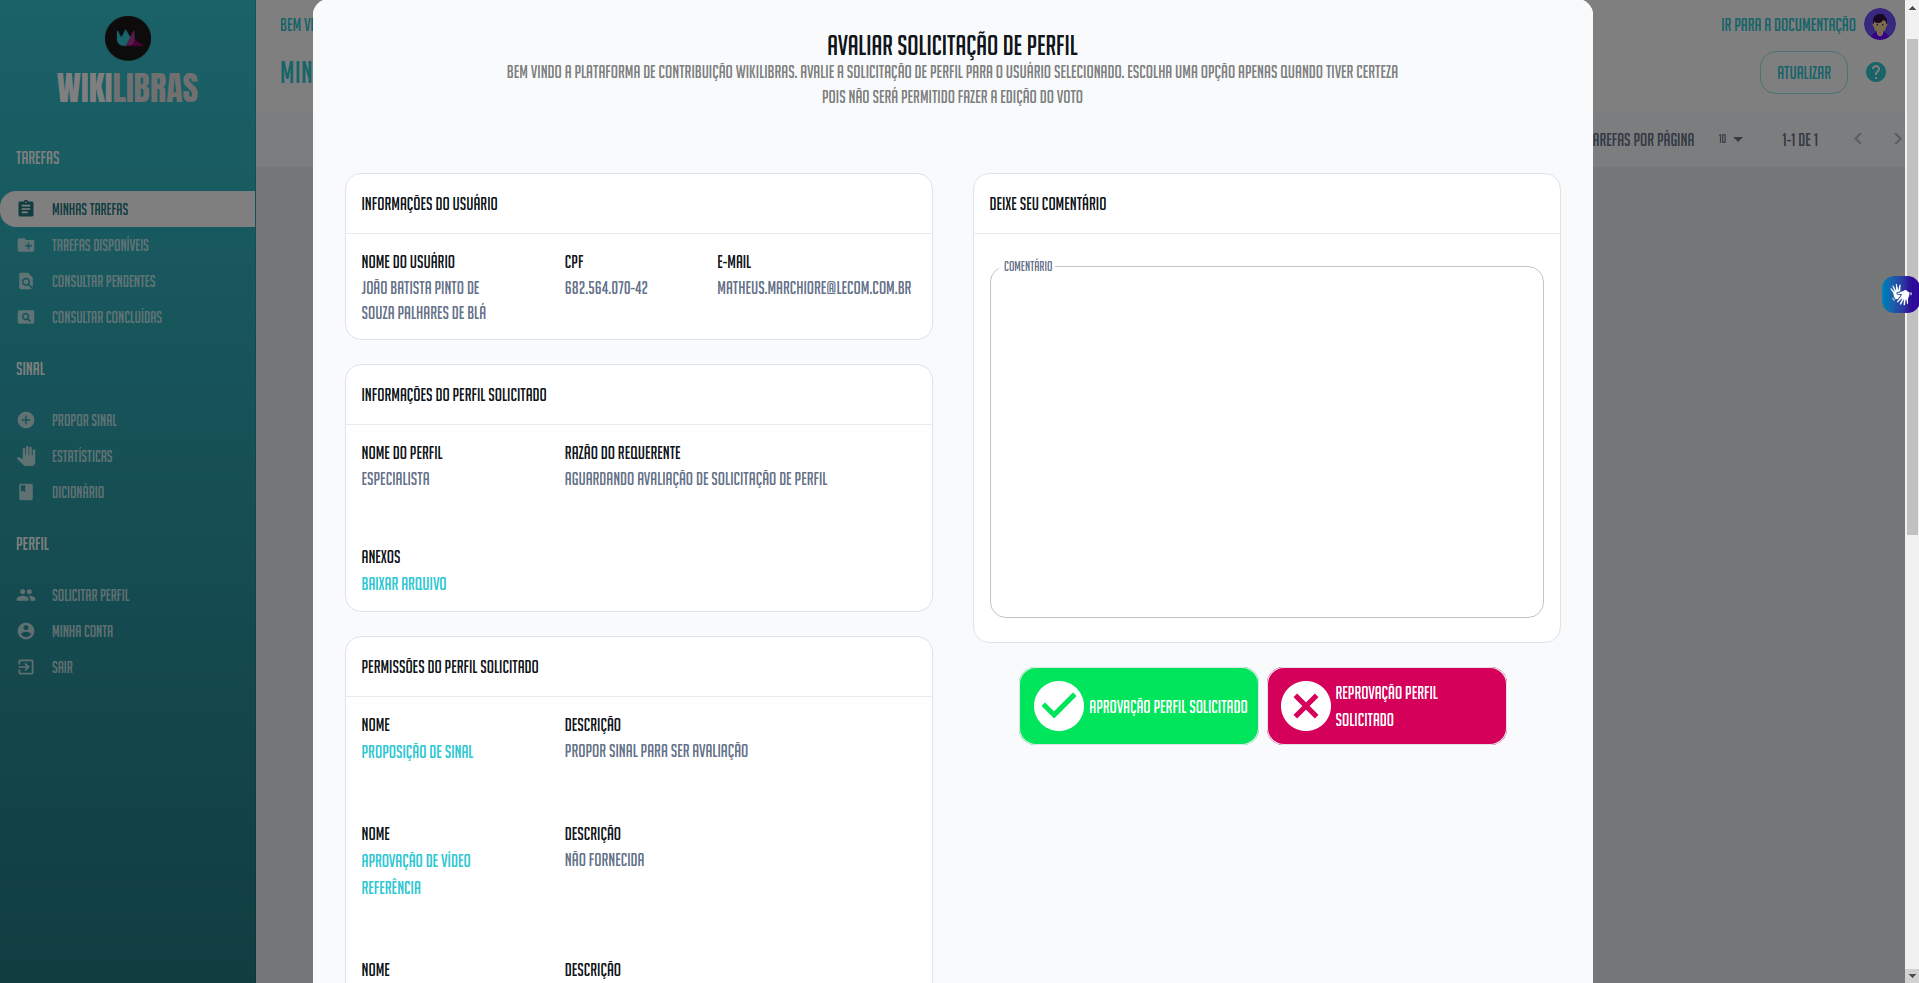 WIKILIBRAS
TAREFAS
MINHAS TAREFAS
TAREFAS DISPONÍVEIS
CONSULTAR PENDENTES
CONSULTAR CONCLUÍDAS
SINAL
PROPOR SINAL
ESTATÍSTICAS
DICIONÁRIO
PERFIL
SOLICITAR PERFIL
MINHA CONTA
SAIR
BEM VI
MIN
IR PARA A DOCUMENTAÇÃO
ATUALIZAR
?
AREFAS POR PÁGINA 10 1-1 DE 1
AVALIAR SOLICITAÇÃO DE PERFIL
BEM VINDO A PLATAFORMA DE CONTRIBUIÇÃO WIKILIBRAS. AVALIE A SOLICITAÇÃO DE PERFIL PARA O USUÁRIO SELECIONADO. ESCOLHA UMA OPÇÃO APENAS QUANDO TIVER CERTEZA
POIS NÃO SERÁ PERMITIDO FAZER A EDIÇÃO DO VOTO
INFORMAÇÕES DO USUÁRIO
NOME DO USUÁRIO CPF E-MAIL
JOÃO BATISTA PINTO DE 682.564.070-42 MATHEUS.MARCHIORE@LECOM.COM.BR
SOUZA PALHARES DE BLÁ
INFORMAÇÕES DO PERFIL SOLICITADO
NOME DO PERFIL RAZÃO DO REQUERENTE
ESPECIALISTA AGUARDANDO AVALIAÇÃO DE SOLICITAÇÃO DE PERFIL
ANEXOS
BAIXAR ARQUIVO
PERMISSÕES DO PERFIL SOLICITADO
NOME DESCRIÇÃO
PROPOSIÇÃO DE SINAL PROPOR SINAL PARA SER AVALIAÇÃO
NOME DESCRIÇÃO
APROVAÇÃO DE VÍDEO NÃO FORNECIDA
REFERÊNCIA
NOME DESCRIÇÃO
DEIXE SEU COMENTÁRIO
COMENTÁRIO
APROVAÇÃO PERFIL SOLICITADO
REPROVAÇÃO PERFIL
SOLICITADO